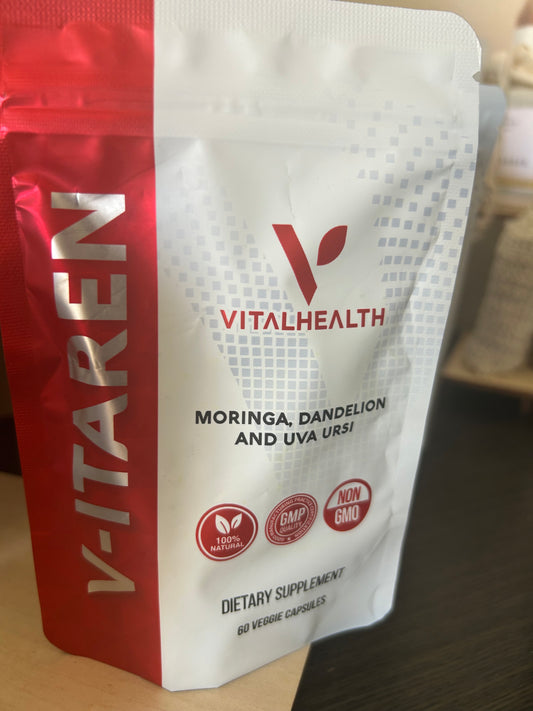 V-ITAREN
VITALHEALTH
MORINGA, DANDELION
AND UVA URSI
100%
NATURAL
GMP
QUALITY
NON
GMO
DIETARY SUPPLEMENT
60 VEGGIE CAPSULES